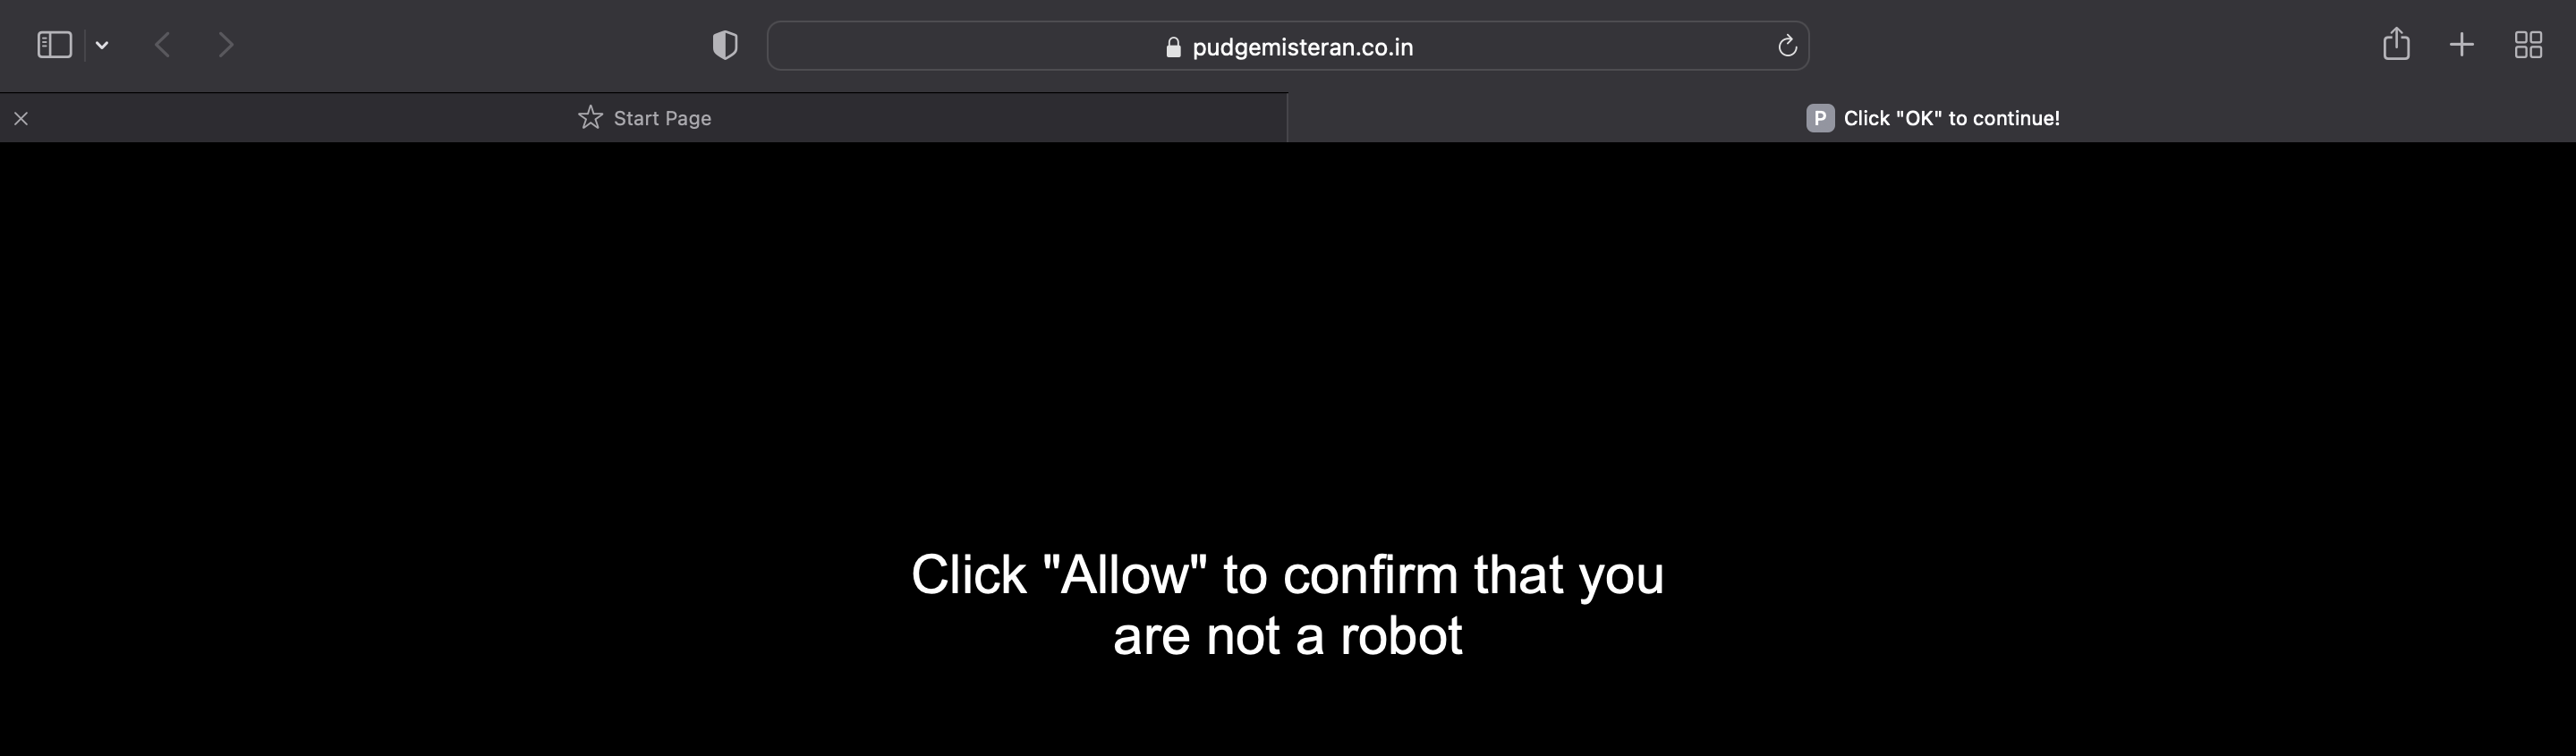 pudgemisteran.co.in
Start Page
P Click "OK" to continue!
Click "Allow" to confirm that you
are not a robot